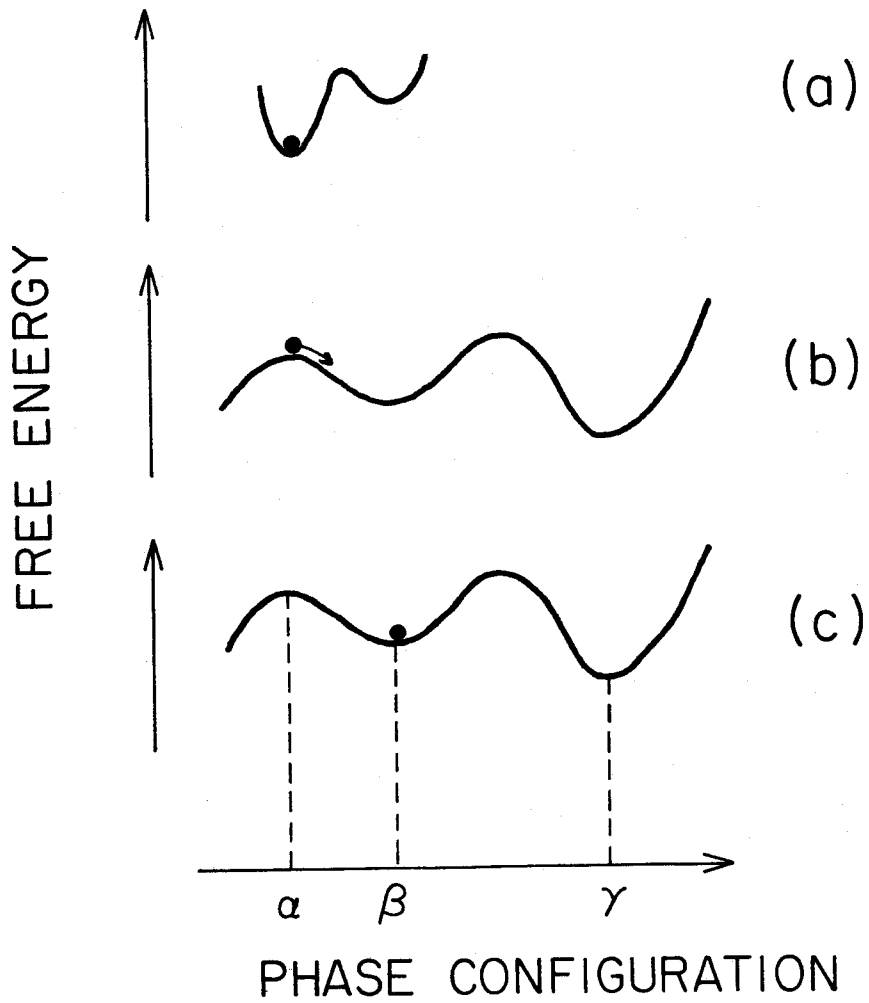 (a)
FREE ENERGY
(b)
(c)
α β γ
PHASE CONFIGURATION